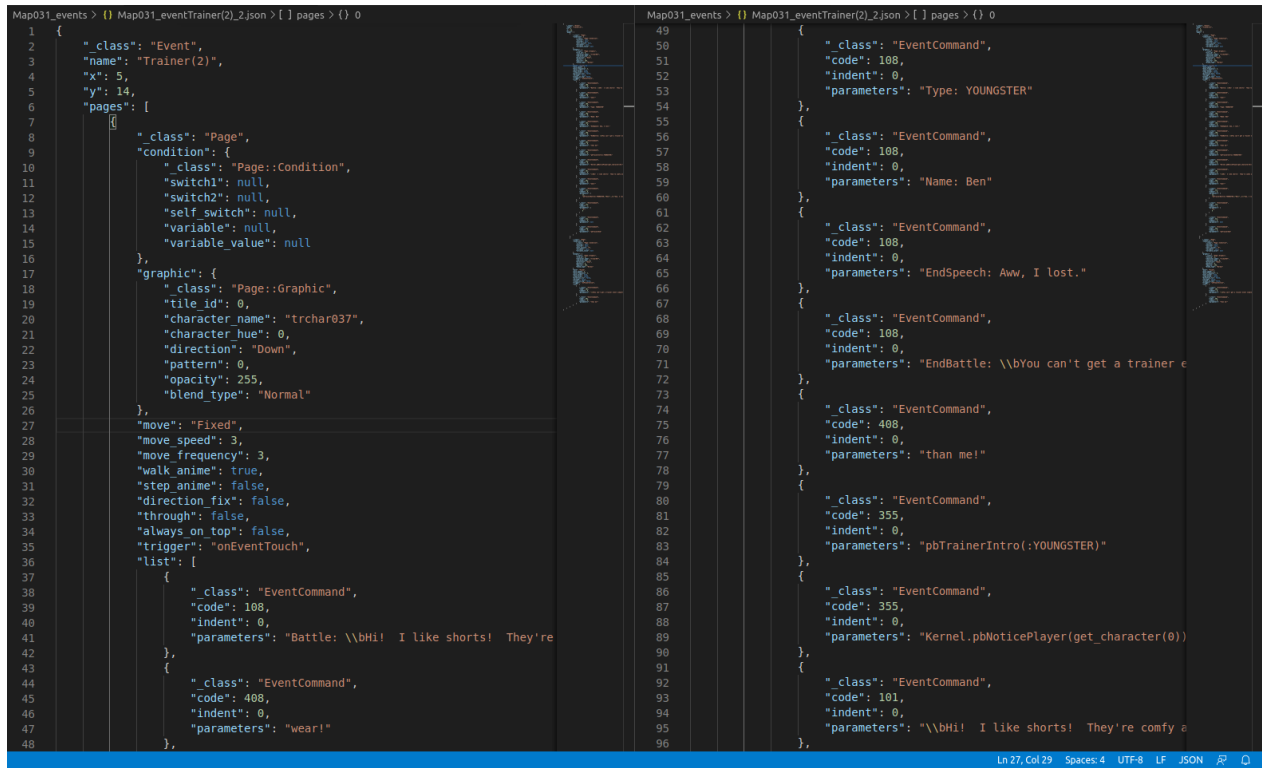 Map031_events > {} Map031_eventTrainer(2)_2.json > [ ] pages > {} 0
1 {
2 "_class": "Event",
3 "name": "Trainer(2)",
4 "x": 5,
5 "y": 14,
6 "pages": [
7 {
8 "_class": "Page",
9 "condition": {
10 "_class": "Page::Condition",
11 "switch1": null,
12 "switch2": null,
13 "self_switch": null,
14 "variable": null,
15 "variable_value": null
16 },
17 "graphic": {
18 "_class": "Page::Graphic",
19 "tile_id": 0,
20 "character_name": "trchar037",
21 "character_hue": 0,
22 "direction": "Down",
23 "pattern": 0,
24 "opacity": 255,
25 "blend_type": "Normal"
26 },
27 "move": "Fixed",
28 "move_speed": 3,
29 "move_frequency": 3,
30 "walk_anime": true,
31 "step_anime": false,
32 "direction_fix": false,
33 "through": false,
34 "always_on_top": false,
35 "trigger": "onEventTouch",
36 "list": [
37 {
38 "_class": "EventCommand",
39 "code": 108,
40 "indent": 0,
41 "parameters": "Battle: \\bHi!  I like shorts!  They're
42 },
43 {
44 "_class": "EventCommand",
45 "code": 408,
46 "indent": 0,
47 "parameters": "wear!"
48 },
Map031_events > {} Map031_eventTrainer(2)_2.json > [ ] pages > {} 0
49 {
50 "_class": "EventCommand",
51 "code": 108,
52 "indent": 0,
53 "parameters": "Type: YOUNGSTER"
54 },
55 {
56 "_class": "EventCommand",
57 "code": 108,
58 "indent": 0,
59 "parameters": "Name: Ben"
60 },
61 {
62 "_class": "EventCommand",
63 "code": 108,
64 "indent": 0,
65 "parameters": "EndSpeech: Aww, I lost."
66 },
67 {
68 "_class": "EventCommand",
69 "code": 108,
70 "indent": 0,
71 "parameters": "EndBattle: \\bYou can't get a trainer e
72 },
73 {
74 "_class": "EventCommand",
75 "code": 408,
76 "indent": 0,
77 "parameters": "than me!"
78 },
79 {
80 "_class": "EventCommand",
81 "code": 355,
82 "indent": 0,
83 "parameters": "pbTrainerIntro(:YOUNGSTER)"
84 },
85 {
86 "_class": "EventCommand",
87 "code": 355,
88 "indent": 0,
89 "parameters": "Kernel.pbNoticePlayer(get_character(0))
90 },
91 {
92 "_class": "EventCommand",
93 "code": 101,
94 "indent": 0,
95 "parameters": "\\bHi!  I like shorts!  They're comfy a
96 },
Ln 27, Col 29 Spaces: 4 UTF-8 LF JSON